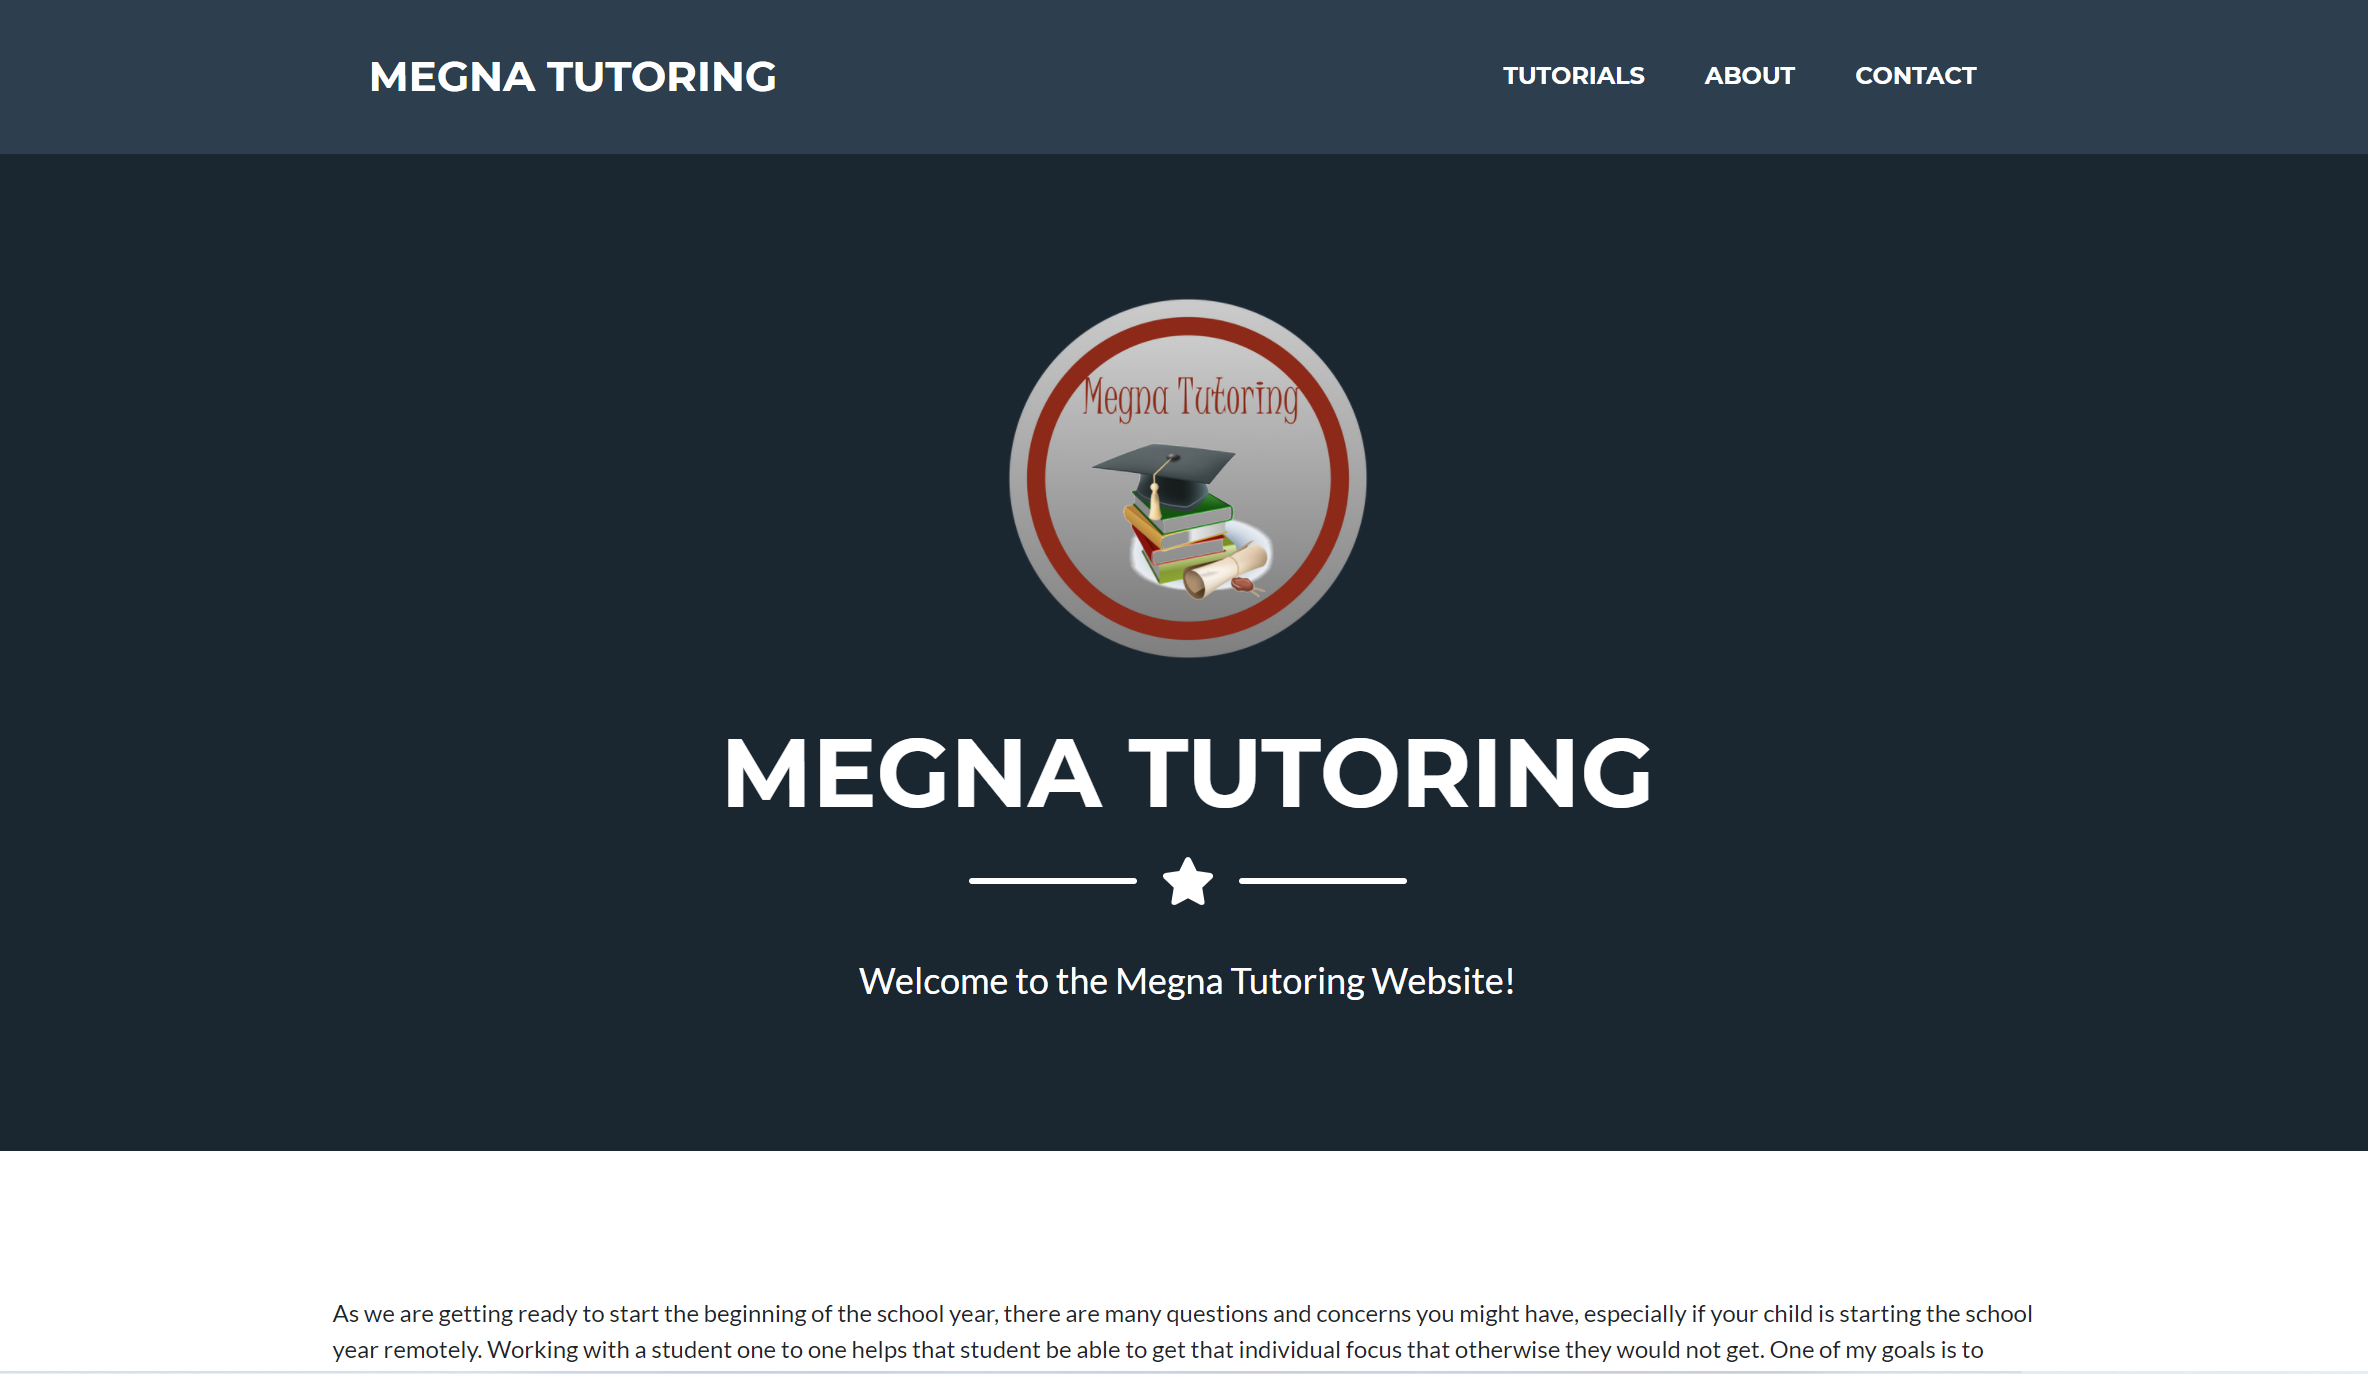 MEGNA TUTORING
TUTORIALS ABOUT CONTACT
Megna Tutoring
MEGNA TUTORING
Welcome to the Megna Tutoring Website!
As we are getting ready to start the beginning of the school year, there are many questions and concerns you might have, especially if your child is starting the school
year remotely. Working with a student one to one helps that student be able to get that individual focus that otherwise they would not get. One of my goals is to